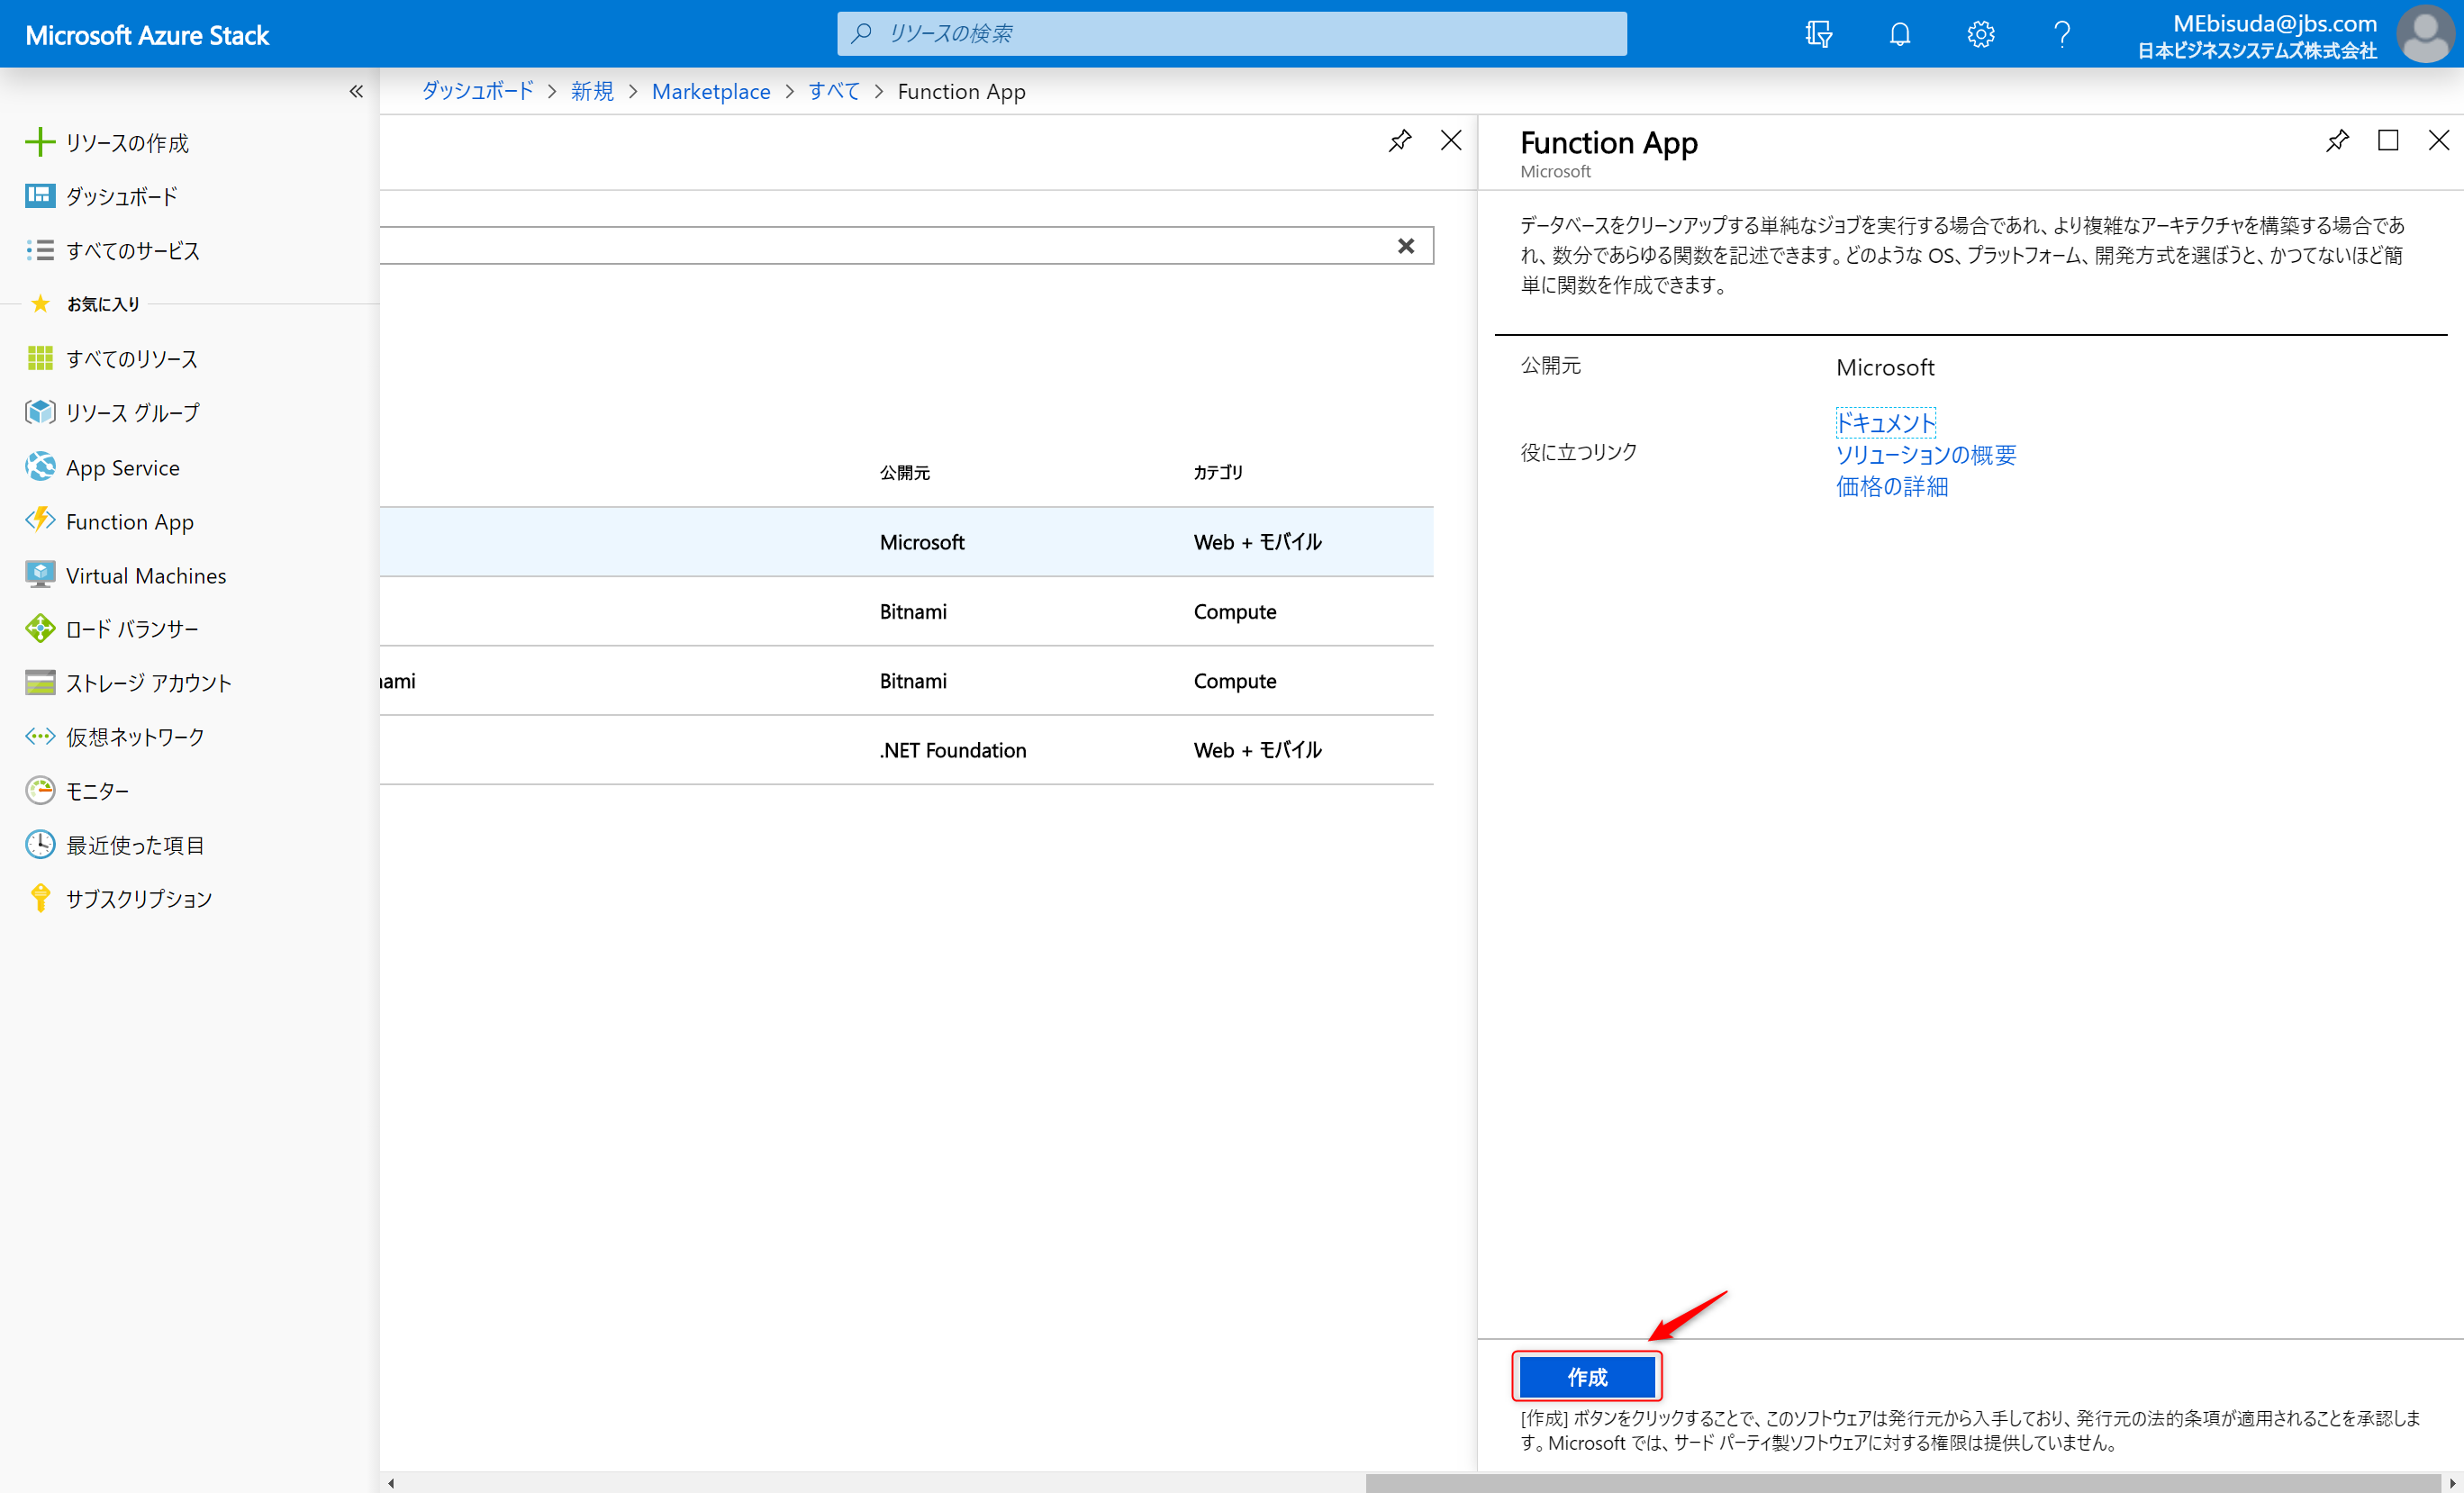 Microsoft Azure Stack
リソースの検索
MEbisuda@jbs.com
日本ビジネスシステムズ株式会社
ダッシュボード > 新規 > Marketplace > すべて > Function App
リソースの作成
ダッシュボード
すべてのサービス
お気に入り
すべてのリソース
リソース グループ
App Service
Function App
Virtual Machines
ロード バランサー
ストレージ アカウント
仮想ネットワーク
モニター
最近使った項目
サブスクリプション
公開元 カテゴリ
Microsoft Web + モバイル
Bitnami Compute
nami Bitnami Compute
.NET Foundation Web + モバイル
Function App
Microsoft
データベースをクリーンアップする単純なジョブを実行する場合であれ、より複雑なアーキテクチャを構築する場合であ
れ、数分であらゆる関数を記述できます。どのような OS、プラットフォーム、開発方式を選ぼうと、かつてないほど簡
単に関数を作成できます。
公開元 Microsoft
役に立つリンク
ドキュメント
ソリューションの概要
価格の詳細
作成
[作成] ボタンをクリックすることで、このソフトウェアは発行元から入手しており、発行元の法的条項が適用されることを承認しま
す。Microsoft では、サード パーティ製ソフトウェアに対する権限は提供していません。